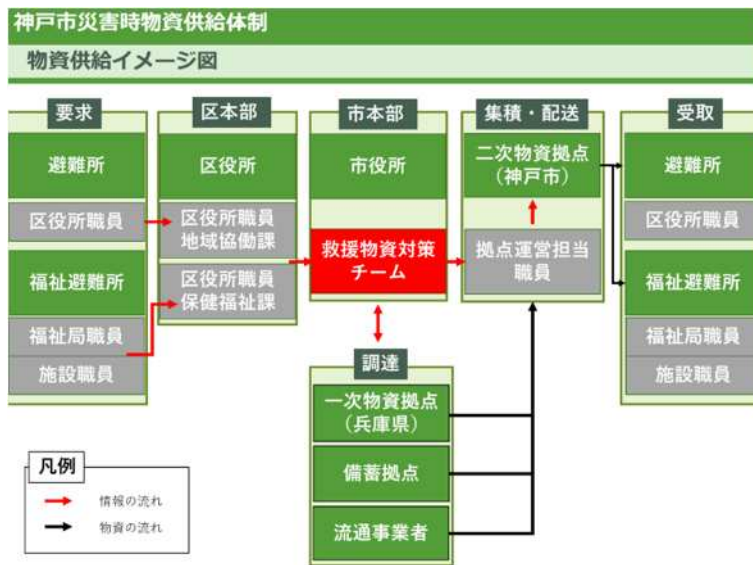 神戸市災害時物資供給体制
物資供給イメージ図
要求
避難所
区役所職員
福祉避難所
福祉局職員
施設職員
区本部
区役所
区役所職員
地域協働課
区役所職員
保健福祉課
市本部
市役所
救援物資対策
チーム
調達
一次物資拠点
（兵庫県）
備蓄拠点
流通事業者
集積・配送
二次物資拠点
（神戸市）
拠点運営担当
職員
受取
避難所
区役所職員
福祉避難所
福祉局職員
施設職員
凡例
情報の流れ
物資の流れ